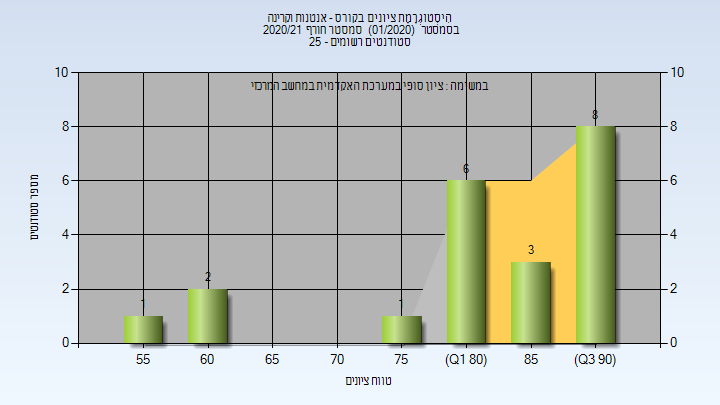 היסטוגרמת ציונים בקורס - אנטנות וקרינה
בסמסטר (01/2020) סמסטר חורף 2020/21
סטודנטים רשומים - 25
במשימה : ציון סופי במערכת האקדמית במחשב המרכזי
10 10
8 8
6 6
4 4
2 2
0 0
מספר סטודנטים
1 2 1 6 3 8
55 60 65 70 75 (Q1 80) 85 (Q3 90)
טווח ציונים